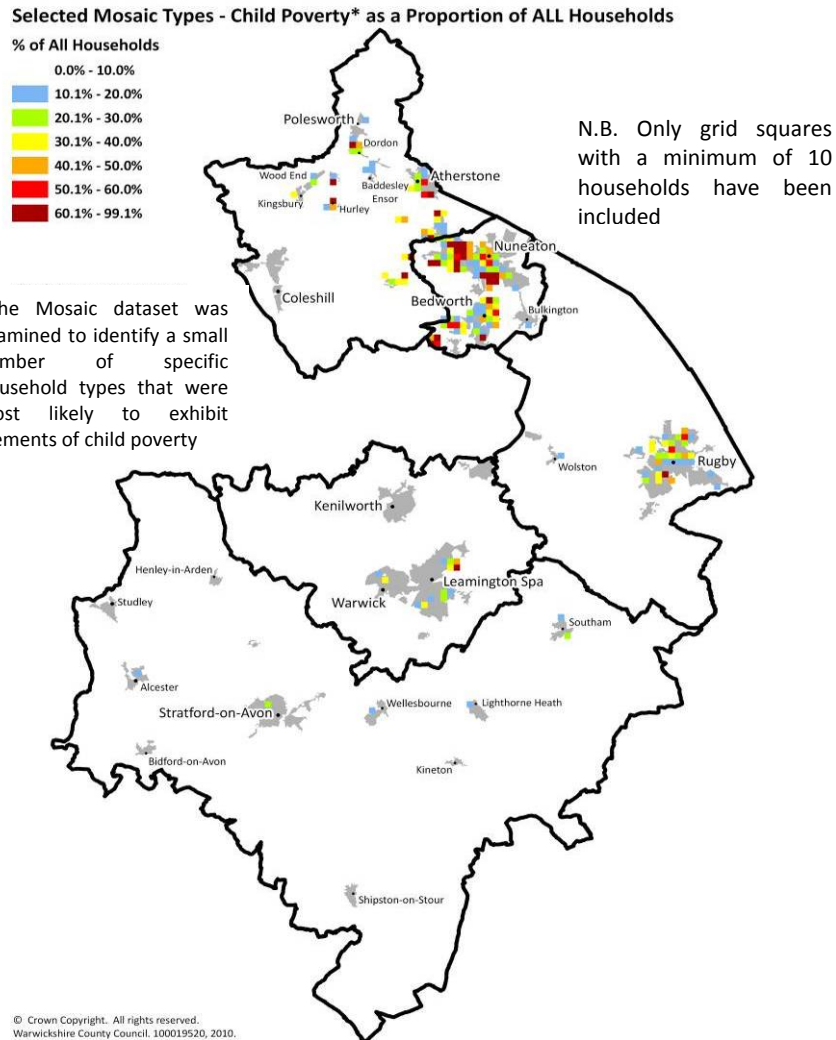 Selected Mosaic Types - Child Poverty* as a Proportion of ALL Households
% of All Households
0.0% - 10.0%
10.1% - 20.0%
20.1% - 30.0%
30.1% - 40.0%
40.1% - 50.0%
50.1% - 60.0%
60.1% - 99.1%
N.B. Only grid squares
with a minimum of 10
households have been
included
Polesworth
Dordon
Wood End
Baddesley
Ensor
Atherstone
Kingsbury
Hurley
Nuneaton
Coleshill
Bedworth
Bulkington
he Mosaic dataset was
amined to identify a small
mber of specific
usehold types that were
ost likely to exhibit
ements of child poverty
Wolston
Rugby
Kenilworth
Henley-in-Arden
Leamington Spa
Warwick
Studley
Southam
Alcester
Stratford-on-Avon
Wellesbourne
Lighthorne Heath
Bidford-on-Avon
Kineton
Shipston-on-Stour
© Crown Copyright. All rights reserved.
Warwickshire County Council. 100019520, 2010.